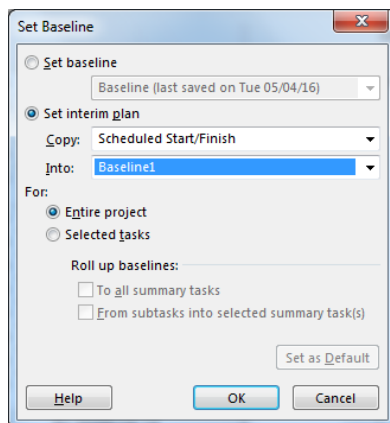 Set Baseline
Set baseline
Baseline (last saved on Tue 05/04/16)
Set interim plan
Copy: Scheduled Start/Finish
Into: Baseline1
For:
Entire project
Selected tasks
Roll up baselines:
To all summary tasks
From subtasks into selected summary task(s)
Set as Default
Help OK Cancel